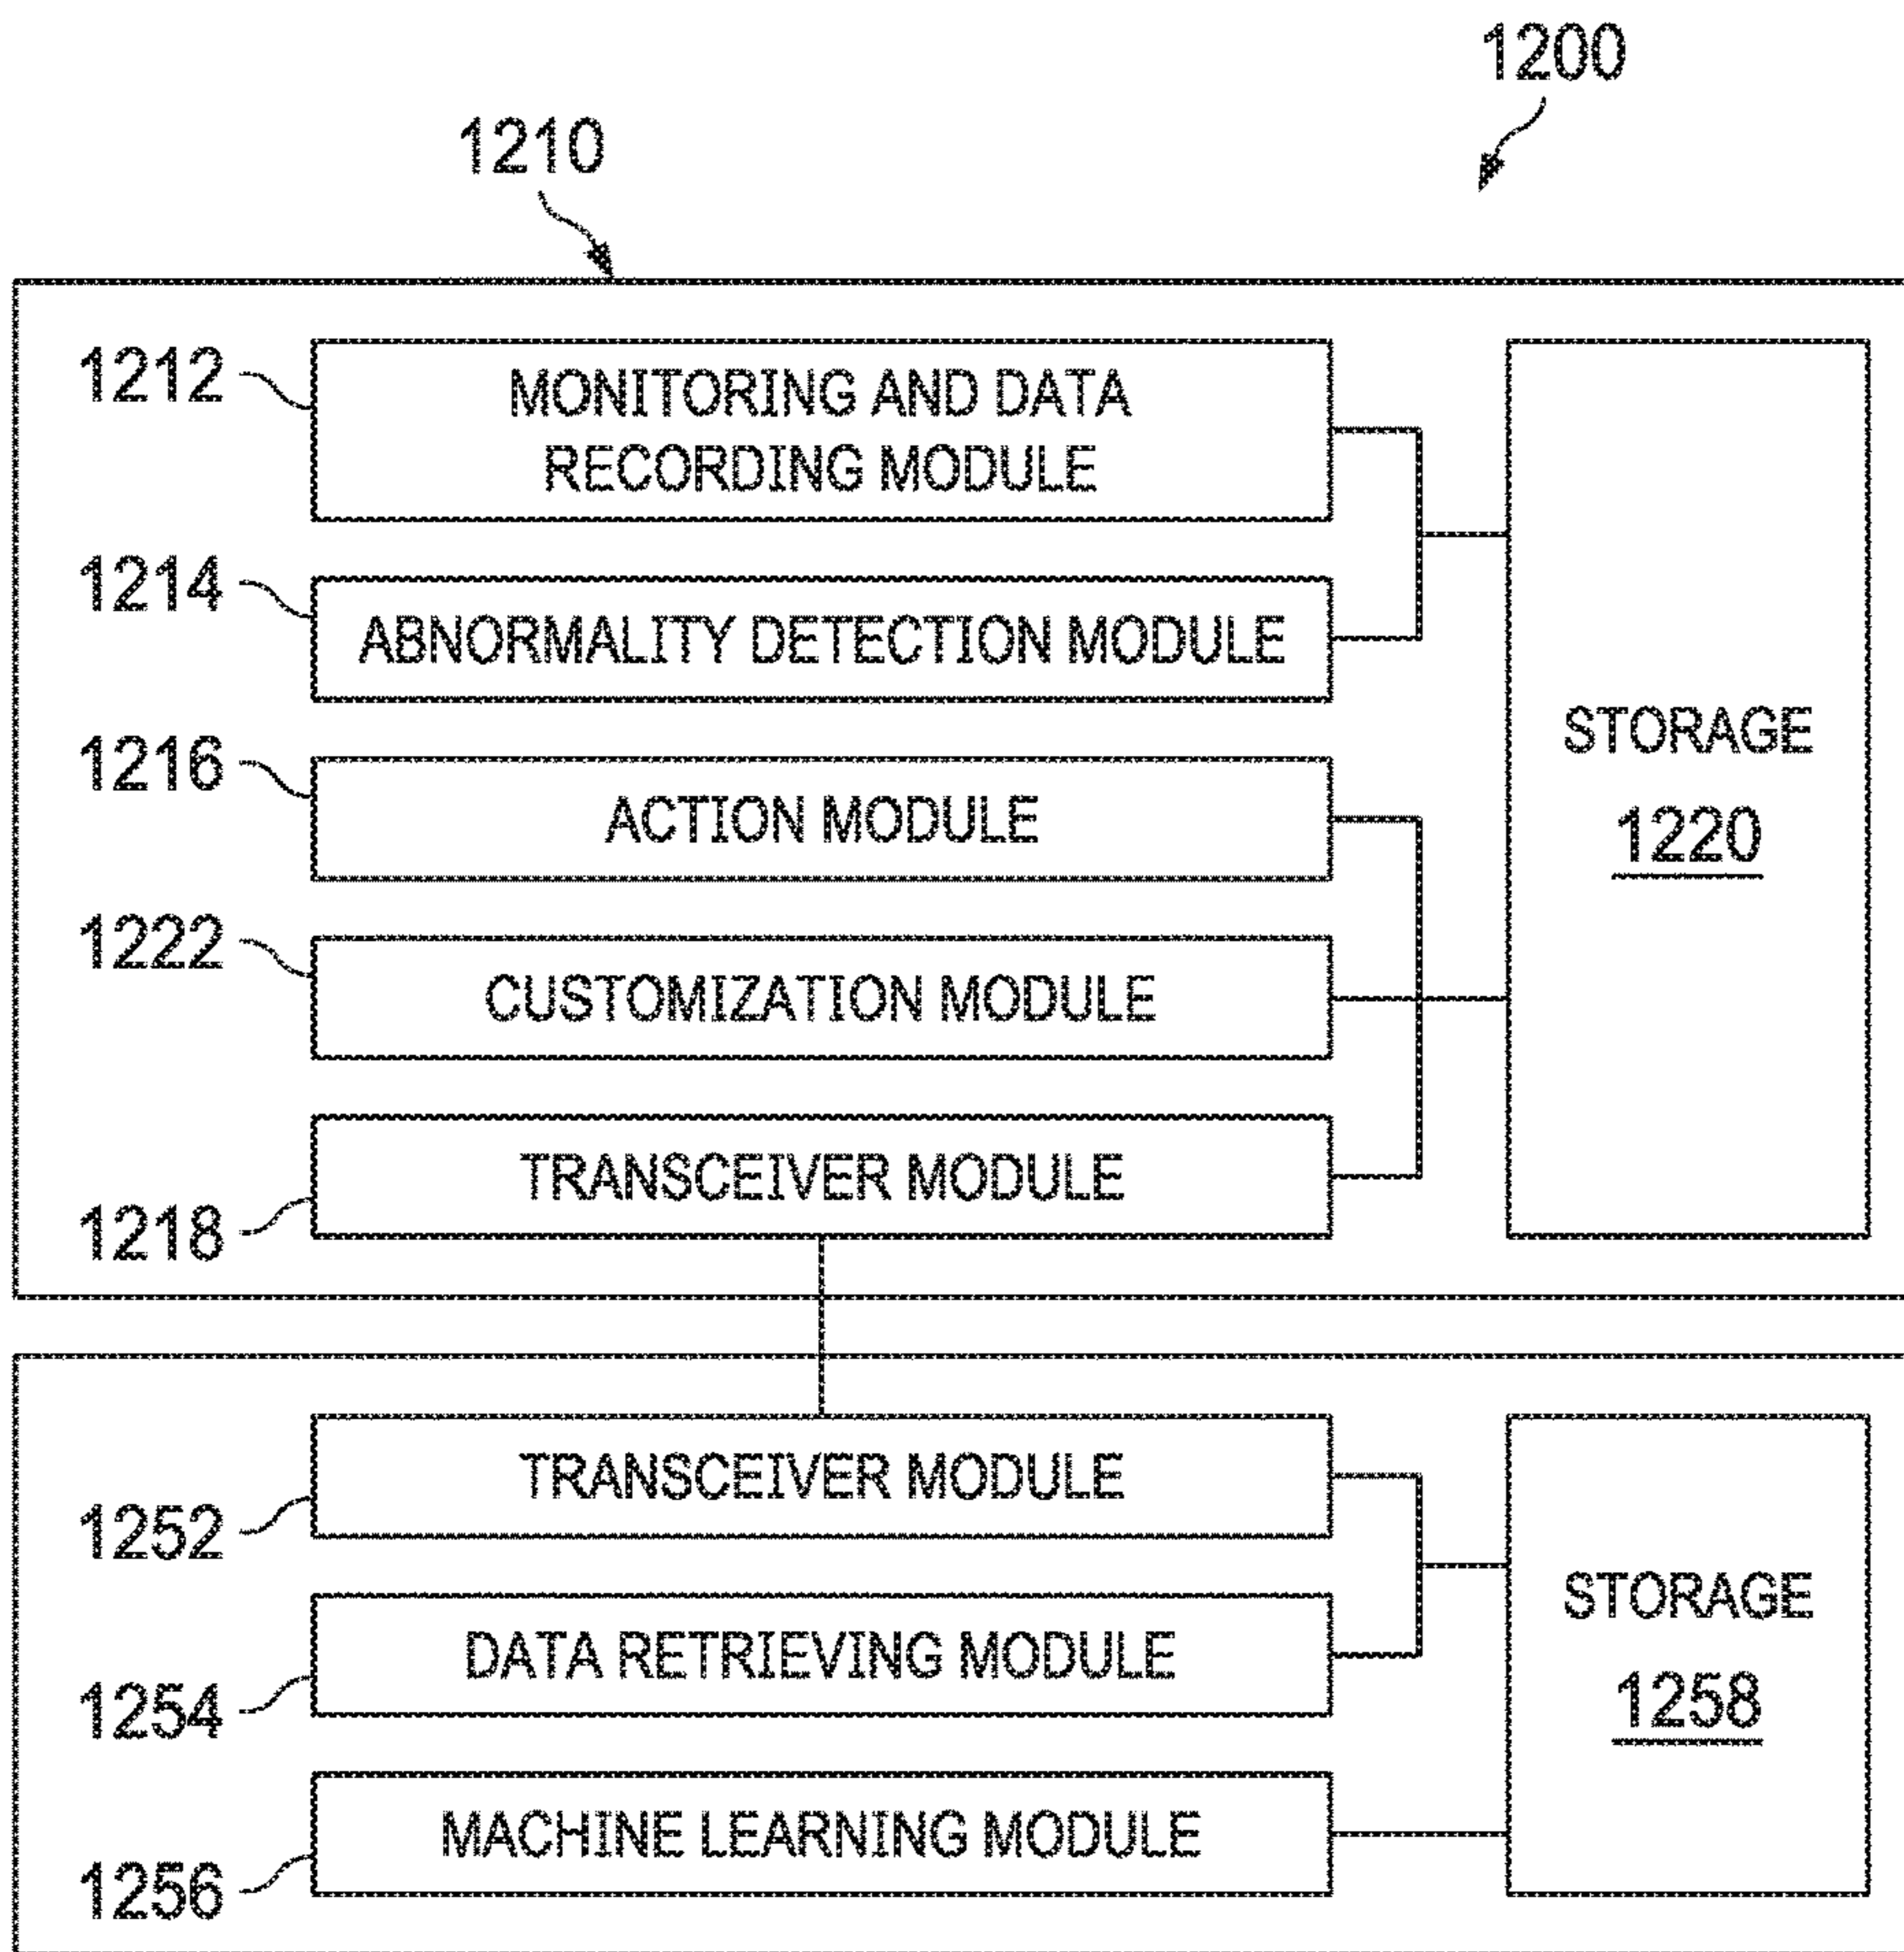 1200
1210
1212
MONITORING AND DATA
RECORDING MODULE
1214
ABNORMALITY DETECTION MODULE
1216
ACTION MODULE
1222
CUSTOMIZATION MODULE
1218
TRANSCEIVER MODULE
STORAGE
1220
1252
TRANSCEIVER MODULE
1254
DATA RETRIEVING MODULE
1256
MACHINE LEARNING MODULE
STORAGE
1258